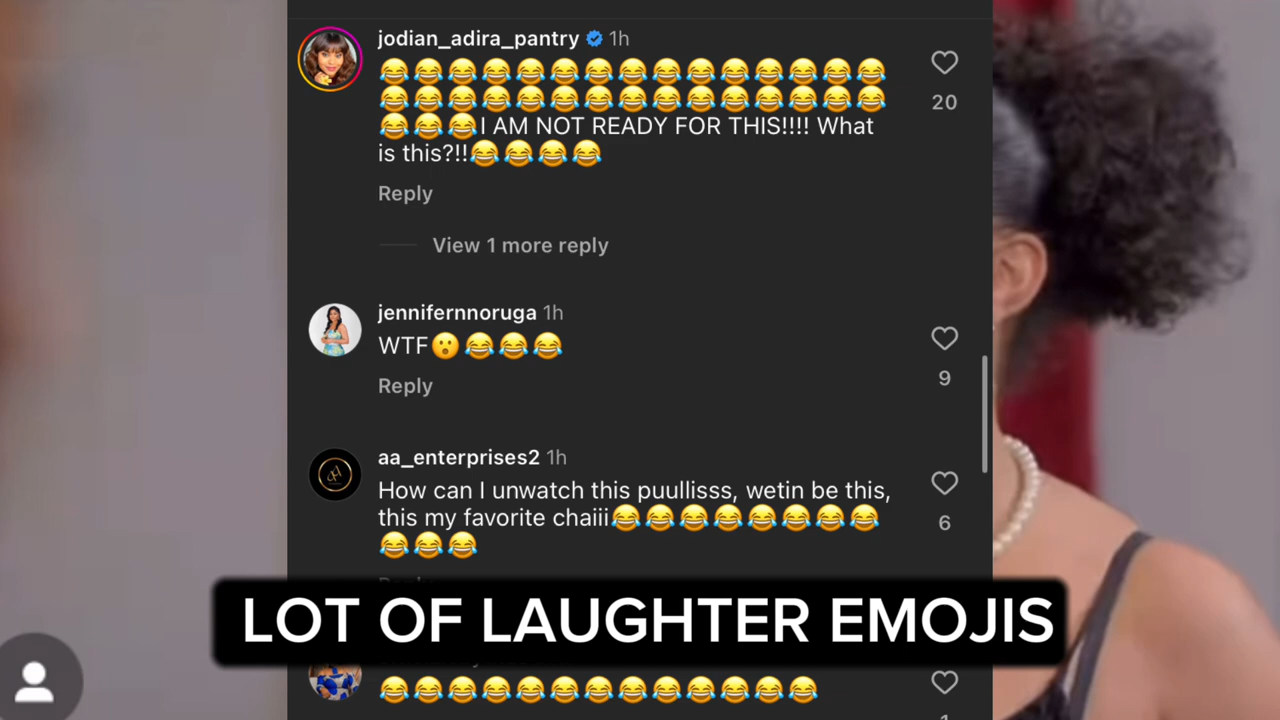 jodian_adira_pantry 1h
😂😂😂😂😂😂😂😂😂😂😂😂😂😂😂
😂😂😂😂😂😂😂😂😂😂😂😂😂😂😂
😂😂😂I AM NOT READY FOR THIS!!!! What
is this?!!😂😂😂😂
20
Reply
View 1 more reply
jennifernnoruga 1h
WTF😮😂😂😂
9
Reply
aa_enterprises2 1h
How can I unwatch this puullisss, wetin be this,
this my favorite chaiii😂😂😂😂😂😂😂😂
😂😂😂
6
LOT OF LAUGHTER EMOJIS
😂😂😂😂😂😂😂😂😂😂😂😂😂